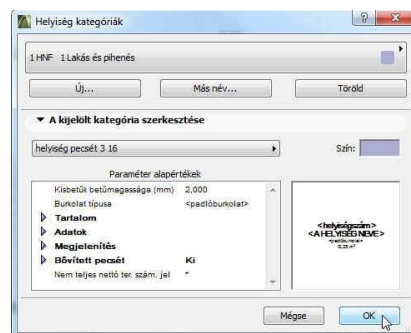 Helyiség kategóriák
1 HNF 1 Lakás és pihenés
Új...
Más név...
Töröld
A kijelölt kategória szerkesztése
helyiség pecsét 3 16
Szín:
Paraméter alapértékek
Kisbetűk betűmagassága (mm) 2,000
Burkolat típusa <padlóburkolat>
Tartalom
Adatok
Megjelenítés
Bővített pecsét Ki
Nem teljes nettó ter. szám. jel *
<helyiségszám>
<A HELYISÉG NEVE>
Mégse
OK